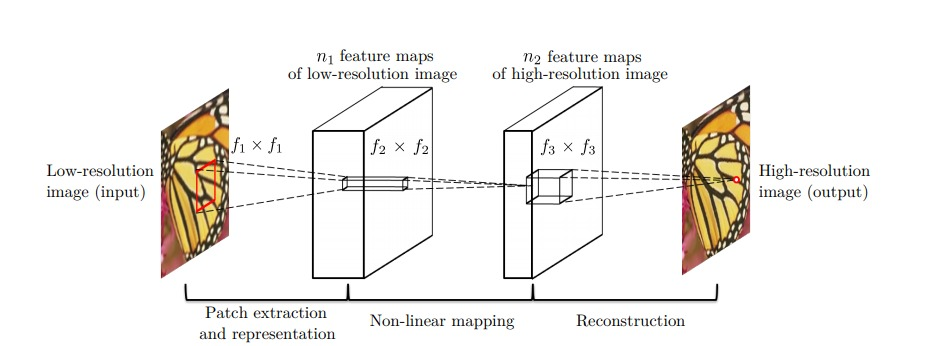 n₁ feature maps
of low-resolution image
n₂ feature maps
of high-resolution image
f₁ × f₁
f₂ × f₂
f₃ × f₃
Low-resolution
image (input)
High-resolution
image (output)
Patch extraction
and representation
Non-linear mapping
Reconstruction